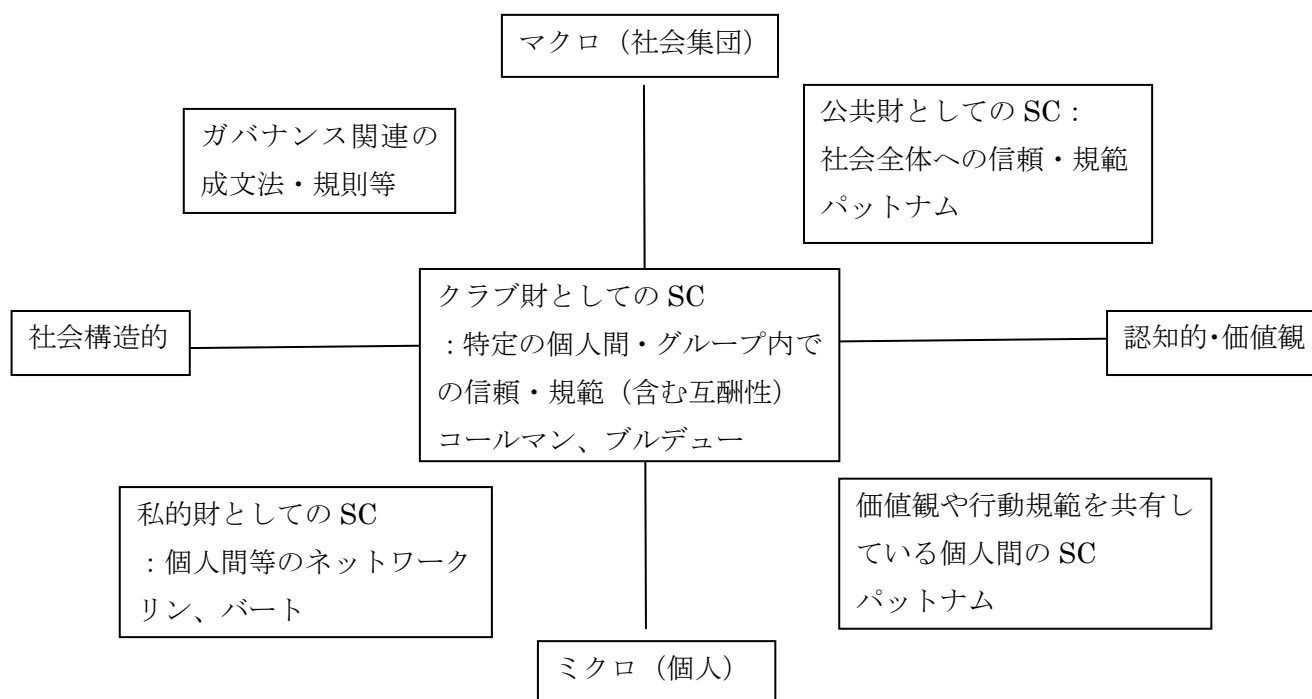 マクロ（社会集団）
ガバナンス関連の
成文法・規則等
公共財としての SC：
社会全体への信頼・規範
パットナム
社会構造的
クラブ財としての SC
：特定の個人間・グループ内で
の信頼・規範（含む互酬性）
コールマン、ブルデュー
認知的・価値観
私的財としての SC
：個人間等のネットワーク
リン、バート
価値観や行動規範を共有し
ている個人間の SC
パットナム
ミクロ（個人）